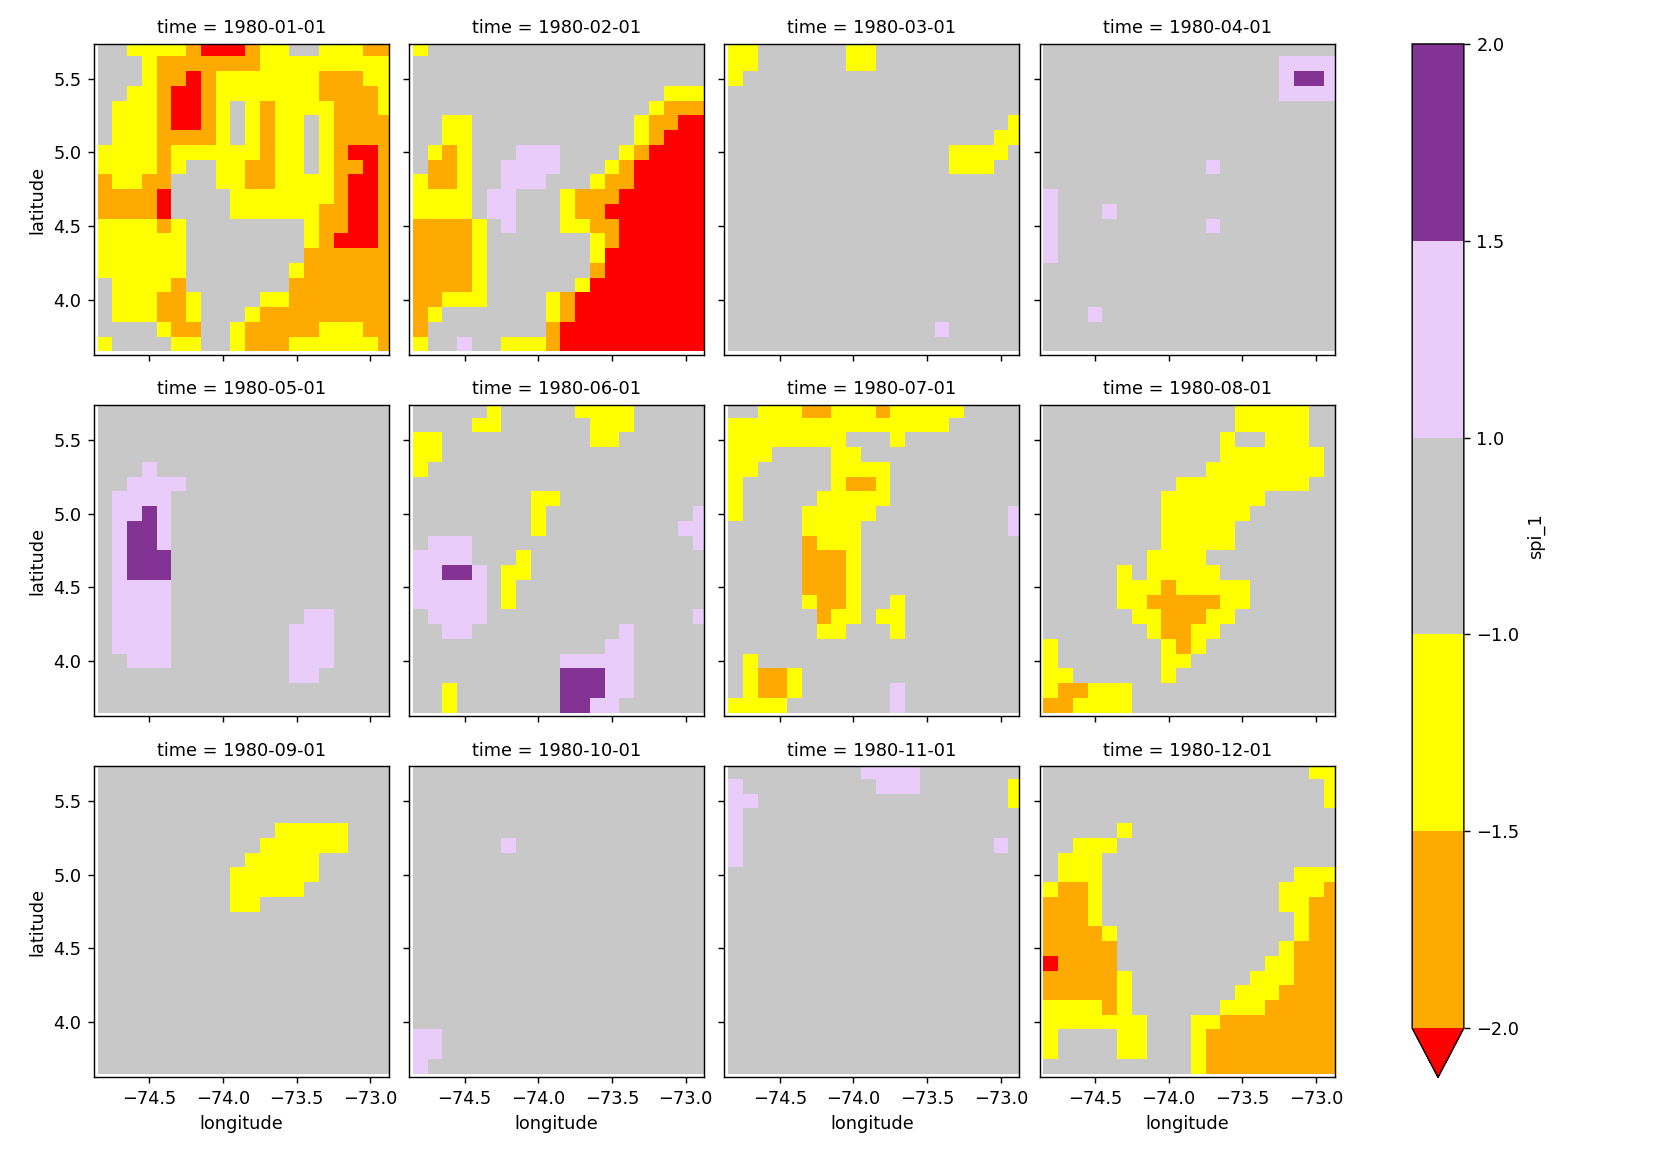 time = 1980-01-01
time = 1980-02-01
time = 1980-03-01
time = 1980-04-01
5.5
5.0
4.5
4.0
latitude
time = 1980-05-01
time = 1980-06-01
time = 1980-07-01
time = 1980-08-01
5.5
5.0
4.5
4.0
latitude
time = 1980-09-01
time = 1980-10-01
time = 1980-11-01
time = 1980-12-01
5.5
5.0
4.5
4.0
latitude
−74.5 −74.0 −73.5 −73.0
−74.5 −74.0 −73.5 −73.0
−74.5 −74.0 −73.5 −73.0
−74.5 −74.0 −73.5 −73.0
longitude
longitude
longitude
longitude
2.0
1.5
1.0
−1.0
−1.5
−2.0
spi_1